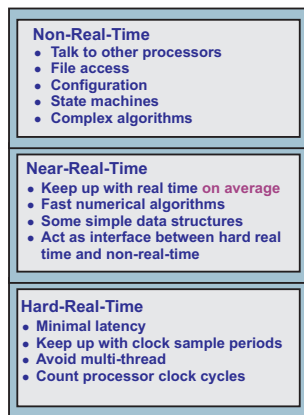 Non-Real-Time
• Talk to other processors
• File access
• Configuration
• State machines
• Complex algorithms
Near-Real-Time
• Keep up with real time on average
• Fast numerical algorithms
• Some simple data structures
• Act as interface between hard real
time and non-real-time
Hard-Real-Time
• Minimal latency
• Keep up with clock sample periods
• Avoid multi-thread
• Count processor clock cycles